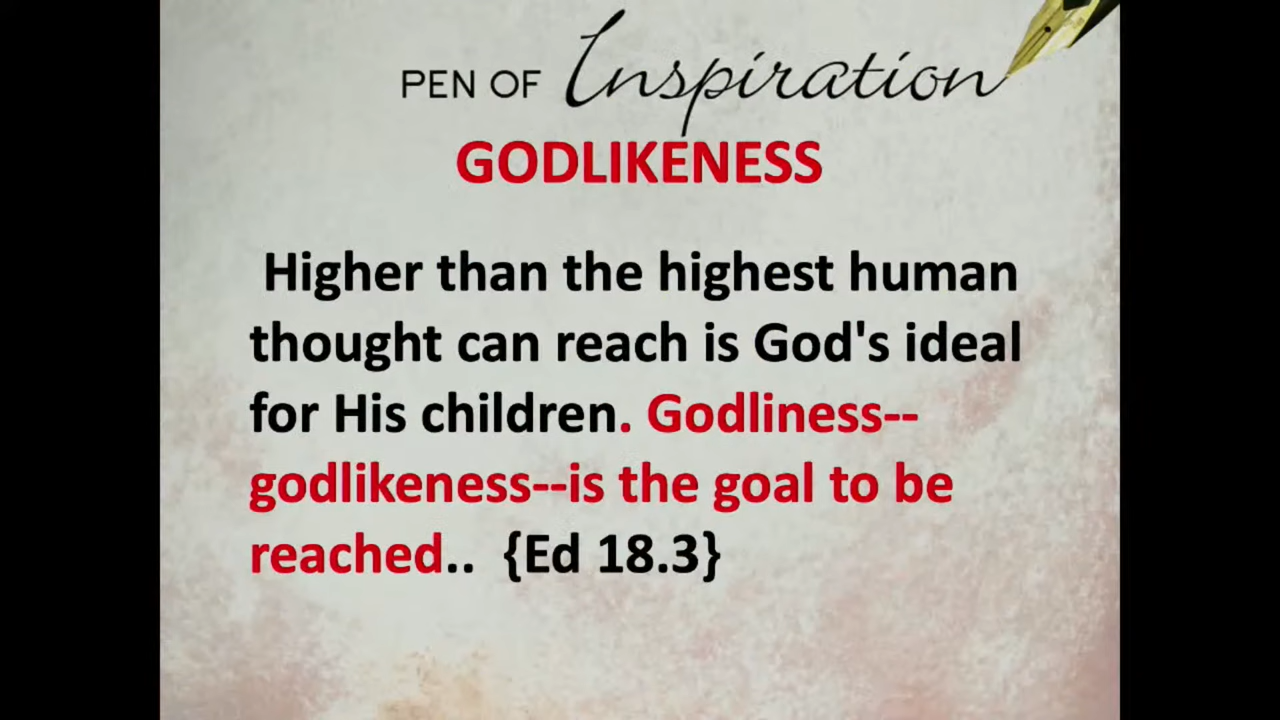 PEN OF Inspiration
GODLIKENESS
Higher than the highest human
thought can reach is God's ideal
for His children. Godliness--
godlikeness--is the goal to be
reached.. {Ed 18.3}